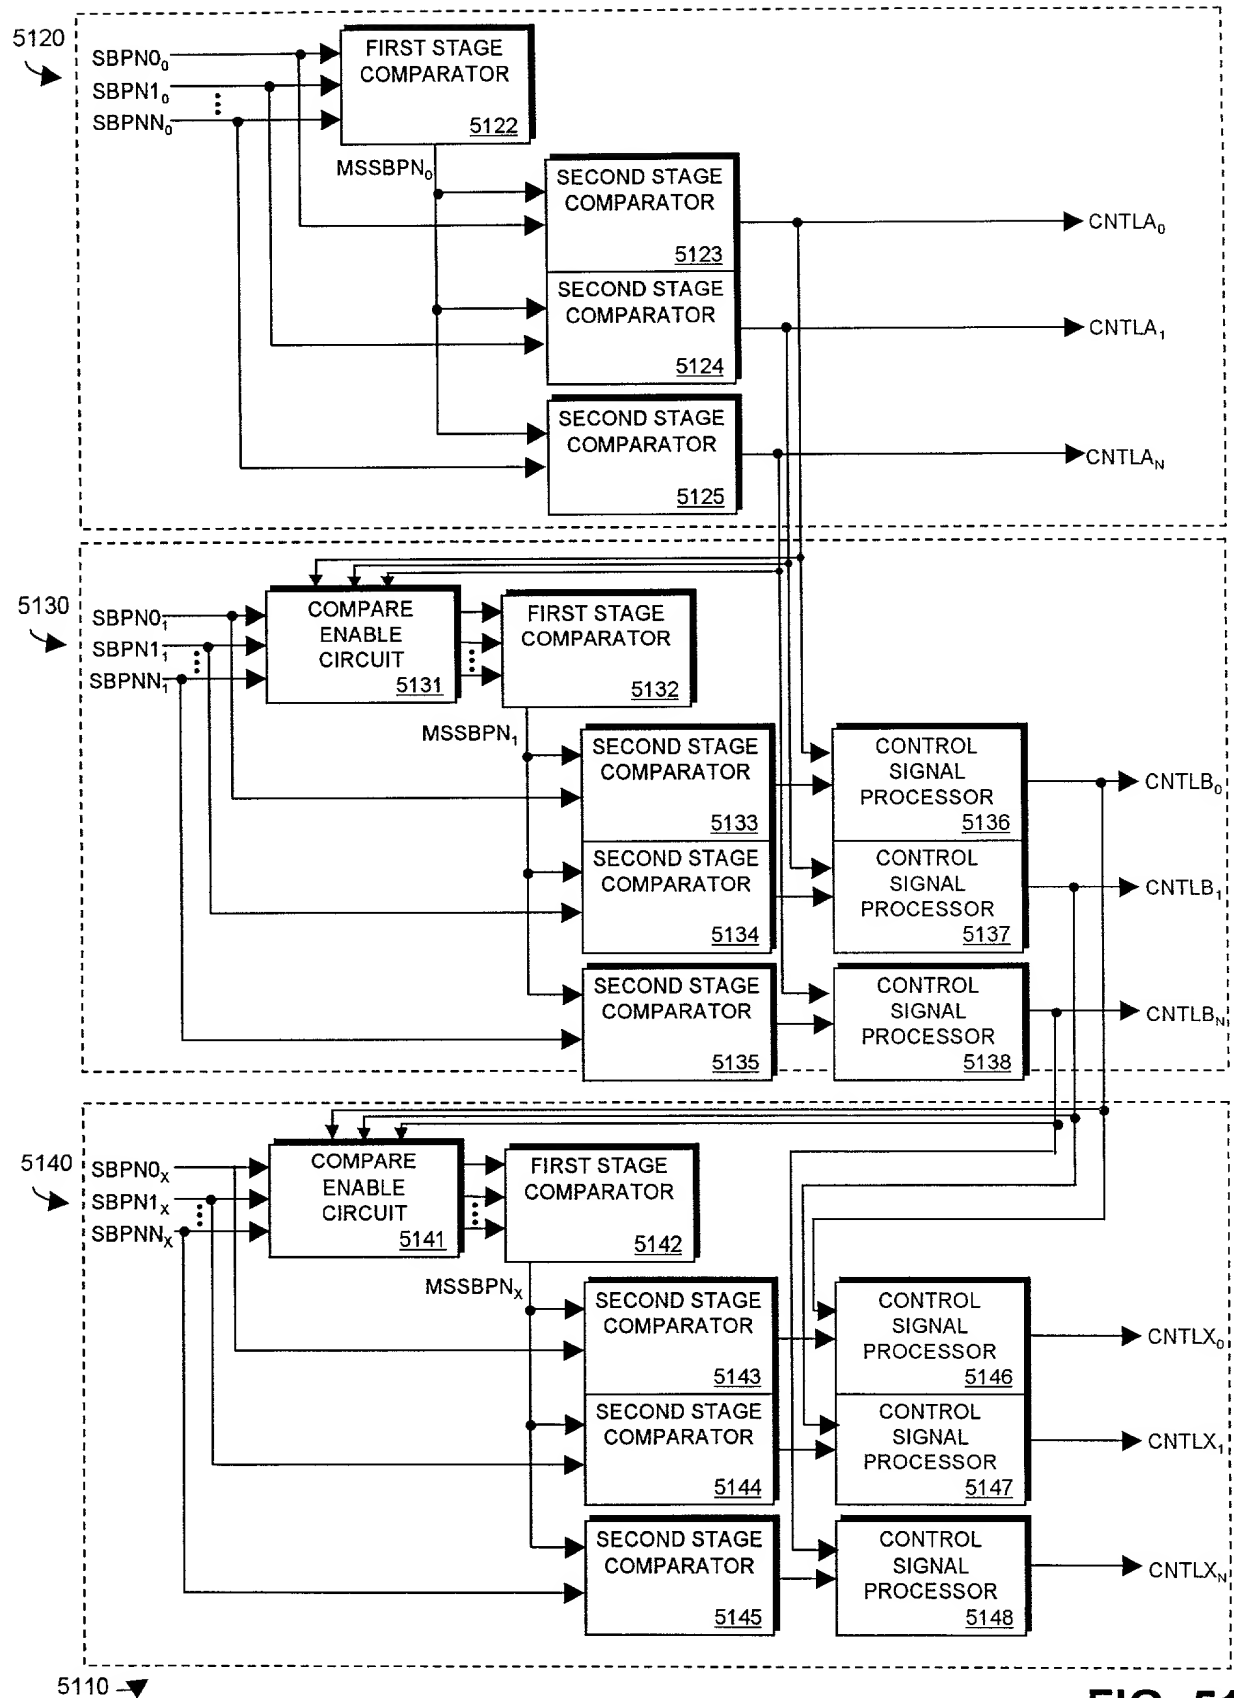 5120
SBPN0₀
SBPN1₀
SBPNN₀
FIRST STAGE
COMPARATOR
5122
MSSBPN₀
SECOND STAGE
COMPARATOR
5123
CNTLA₀
SECOND STAGE
COMPARATOR
5124
CNTLA₁
SECOND STAGE
COMPARATOR
5125
CNTLA_N
5130
SBPN0₁
SBPN1₁
SBPNN₁
COMPARE
ENABLE
CIRCUIT
5131
FIRST STAGE
COMPARATOR
5132
MSSBPN₁
SECOND STAGE
COMPARATOR
5133
CONTROL
SIGNAL
PROCESSOR
5136
CNTLB₀
SECOND STAGE
COMPARATOR
5134
CONTROL
SIGNAL
PROCESSOR
5137
CNTLB₁
SECOND STAGE
COMPARATOR
5135
CONTROL
SIGNAL
PROCESSOR
5138
CNTLB_N
5140
SBPN0_X
SBPN1_X
SBPNN_X
COMPARE
ENABLE
CIRCUIT
5141
FIRST STAGE
COMPARATOR
5142
MSSBPN_X
SECOND STAGE
COMPARATOR
5143
CONTROL
SIGNAL
PROCESSOR
5146
CNTLX₀
SECOND STAGE
COMPARATOR
5144
CONTROL
SIGNAL
PROCESSOR
5147
CNTLX₁
SECOND STAGE
COMPARATOR
5145
CONTROL
SIGNAL
PROCESSOR
5148
CNTLX_N
5110
FIG. 51